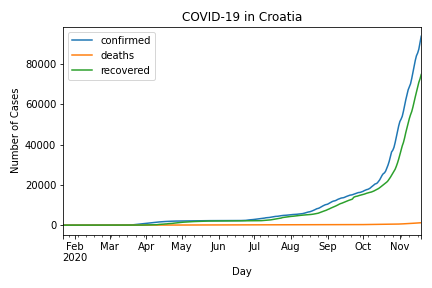 COVID-19 in Croatia
confirmed
deaths
recovered
Number of Cases
80000
60000
40000
20000
0
Feb Mar Apr May Jun Jul Aug Sep Oct Nov
2020
Day